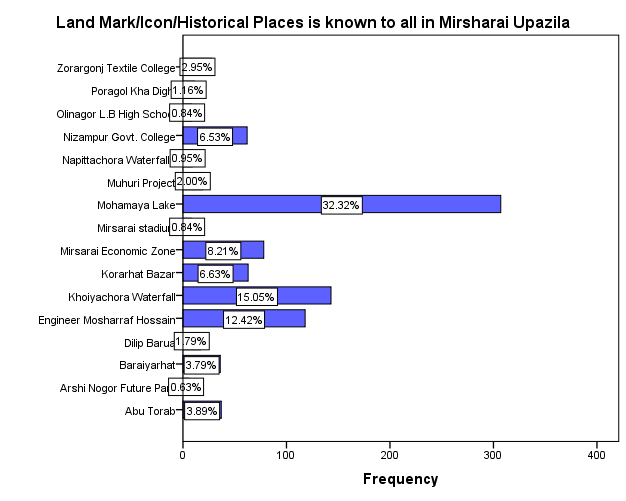 Land Mark/Icon/Historical Places is known to all in Mirsharai Upazila
Zorargonj Textile College 2.95%
Poragol Kha Digh 1.16%
Olinagor L.B High Schoo 0.84%
Nizampur Govt. College 6.53%
Napittachora Waterfall 0.95%
Muhuri Project 2.00%
Mohamaya Lake 32.32%
Mirsarai stadium 0.84%
Mirsarai Economic Zone 8.21%
Korarhat Bazar 6.63%
Khoiyachora Waterfall 15.05%
Engineer Mosharraf Hossain 12.42%
Dilip Barua 1.79%
Baraiyarhat 3.79%
Arshi Nogor Future Par 0.63%
Abu Torab 3.89%
0 100 200 300 400
Frequency